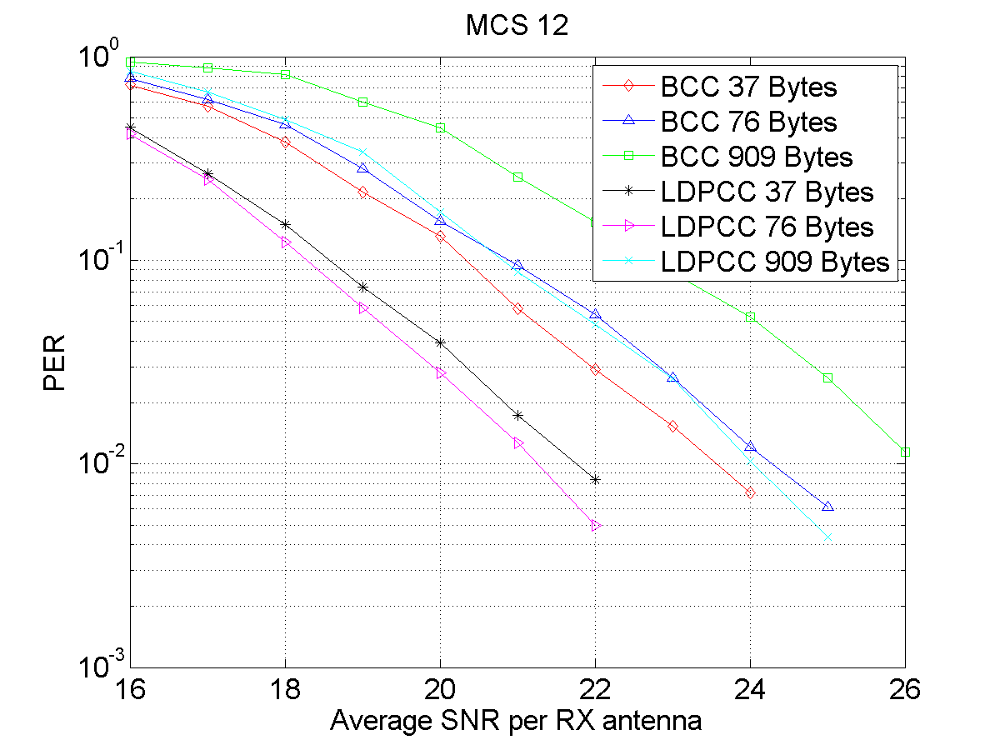 MCS 12
10^0
10^-1
10^-2
10^-3
PER
BCC 37 Bytes
BCC 76 Bytes
BCC 909 Bytes
LDPCC 37 Bytes
LDPCC 76 Bytes
LDPCC 909 Bytes
16 18 20 22 24 26
Average SNR per RX antenna